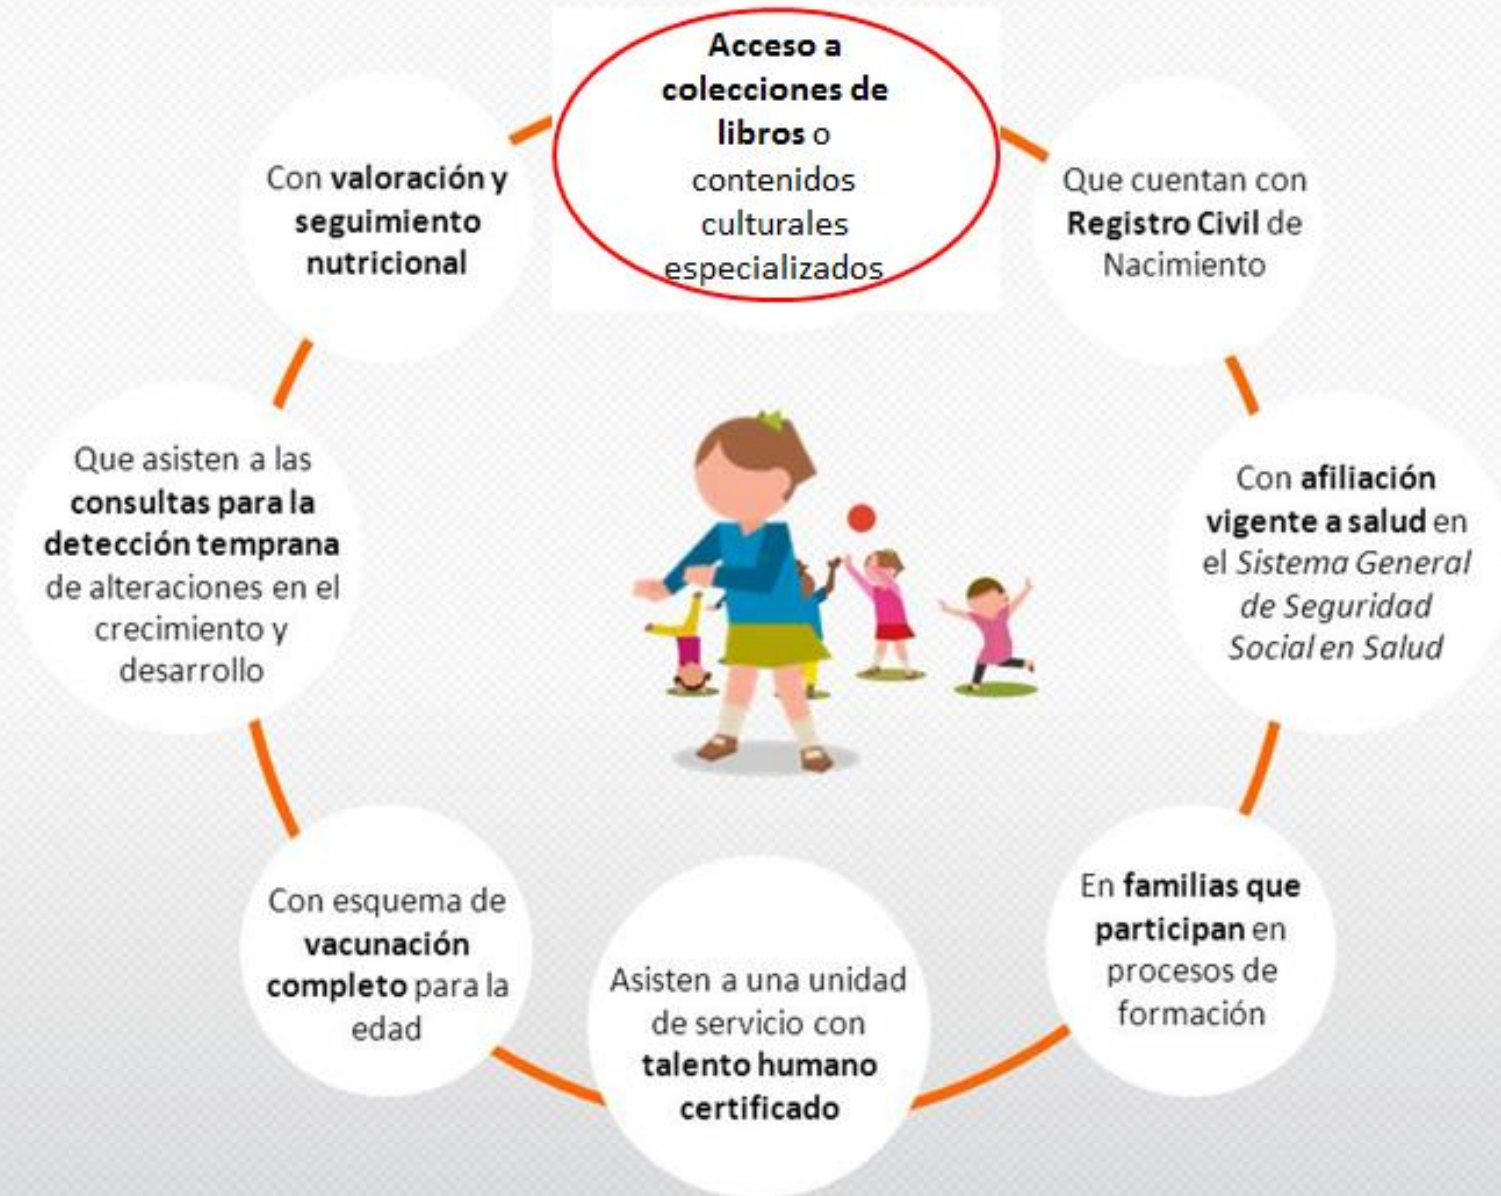 Acceso a
colecciones de
libros o
contenidos
culturales
especializados
Que cuentan con
Registro Civil de
Nacimiento
Con afiliación
vigente a salud en
el Sistema General
de Seguridad
Social en Salud
En familias que
participan en
procesos de
formación
Asisten a una unidad
de servicio con
talento humano
certificado
Con esquema de
vacunación
completo para la
edad
Que asisten a las
consultas para la
detección temprana
de alteraciones en el
crecimiento y
desarrollo
Con valoración y
seguimiento
nutricional